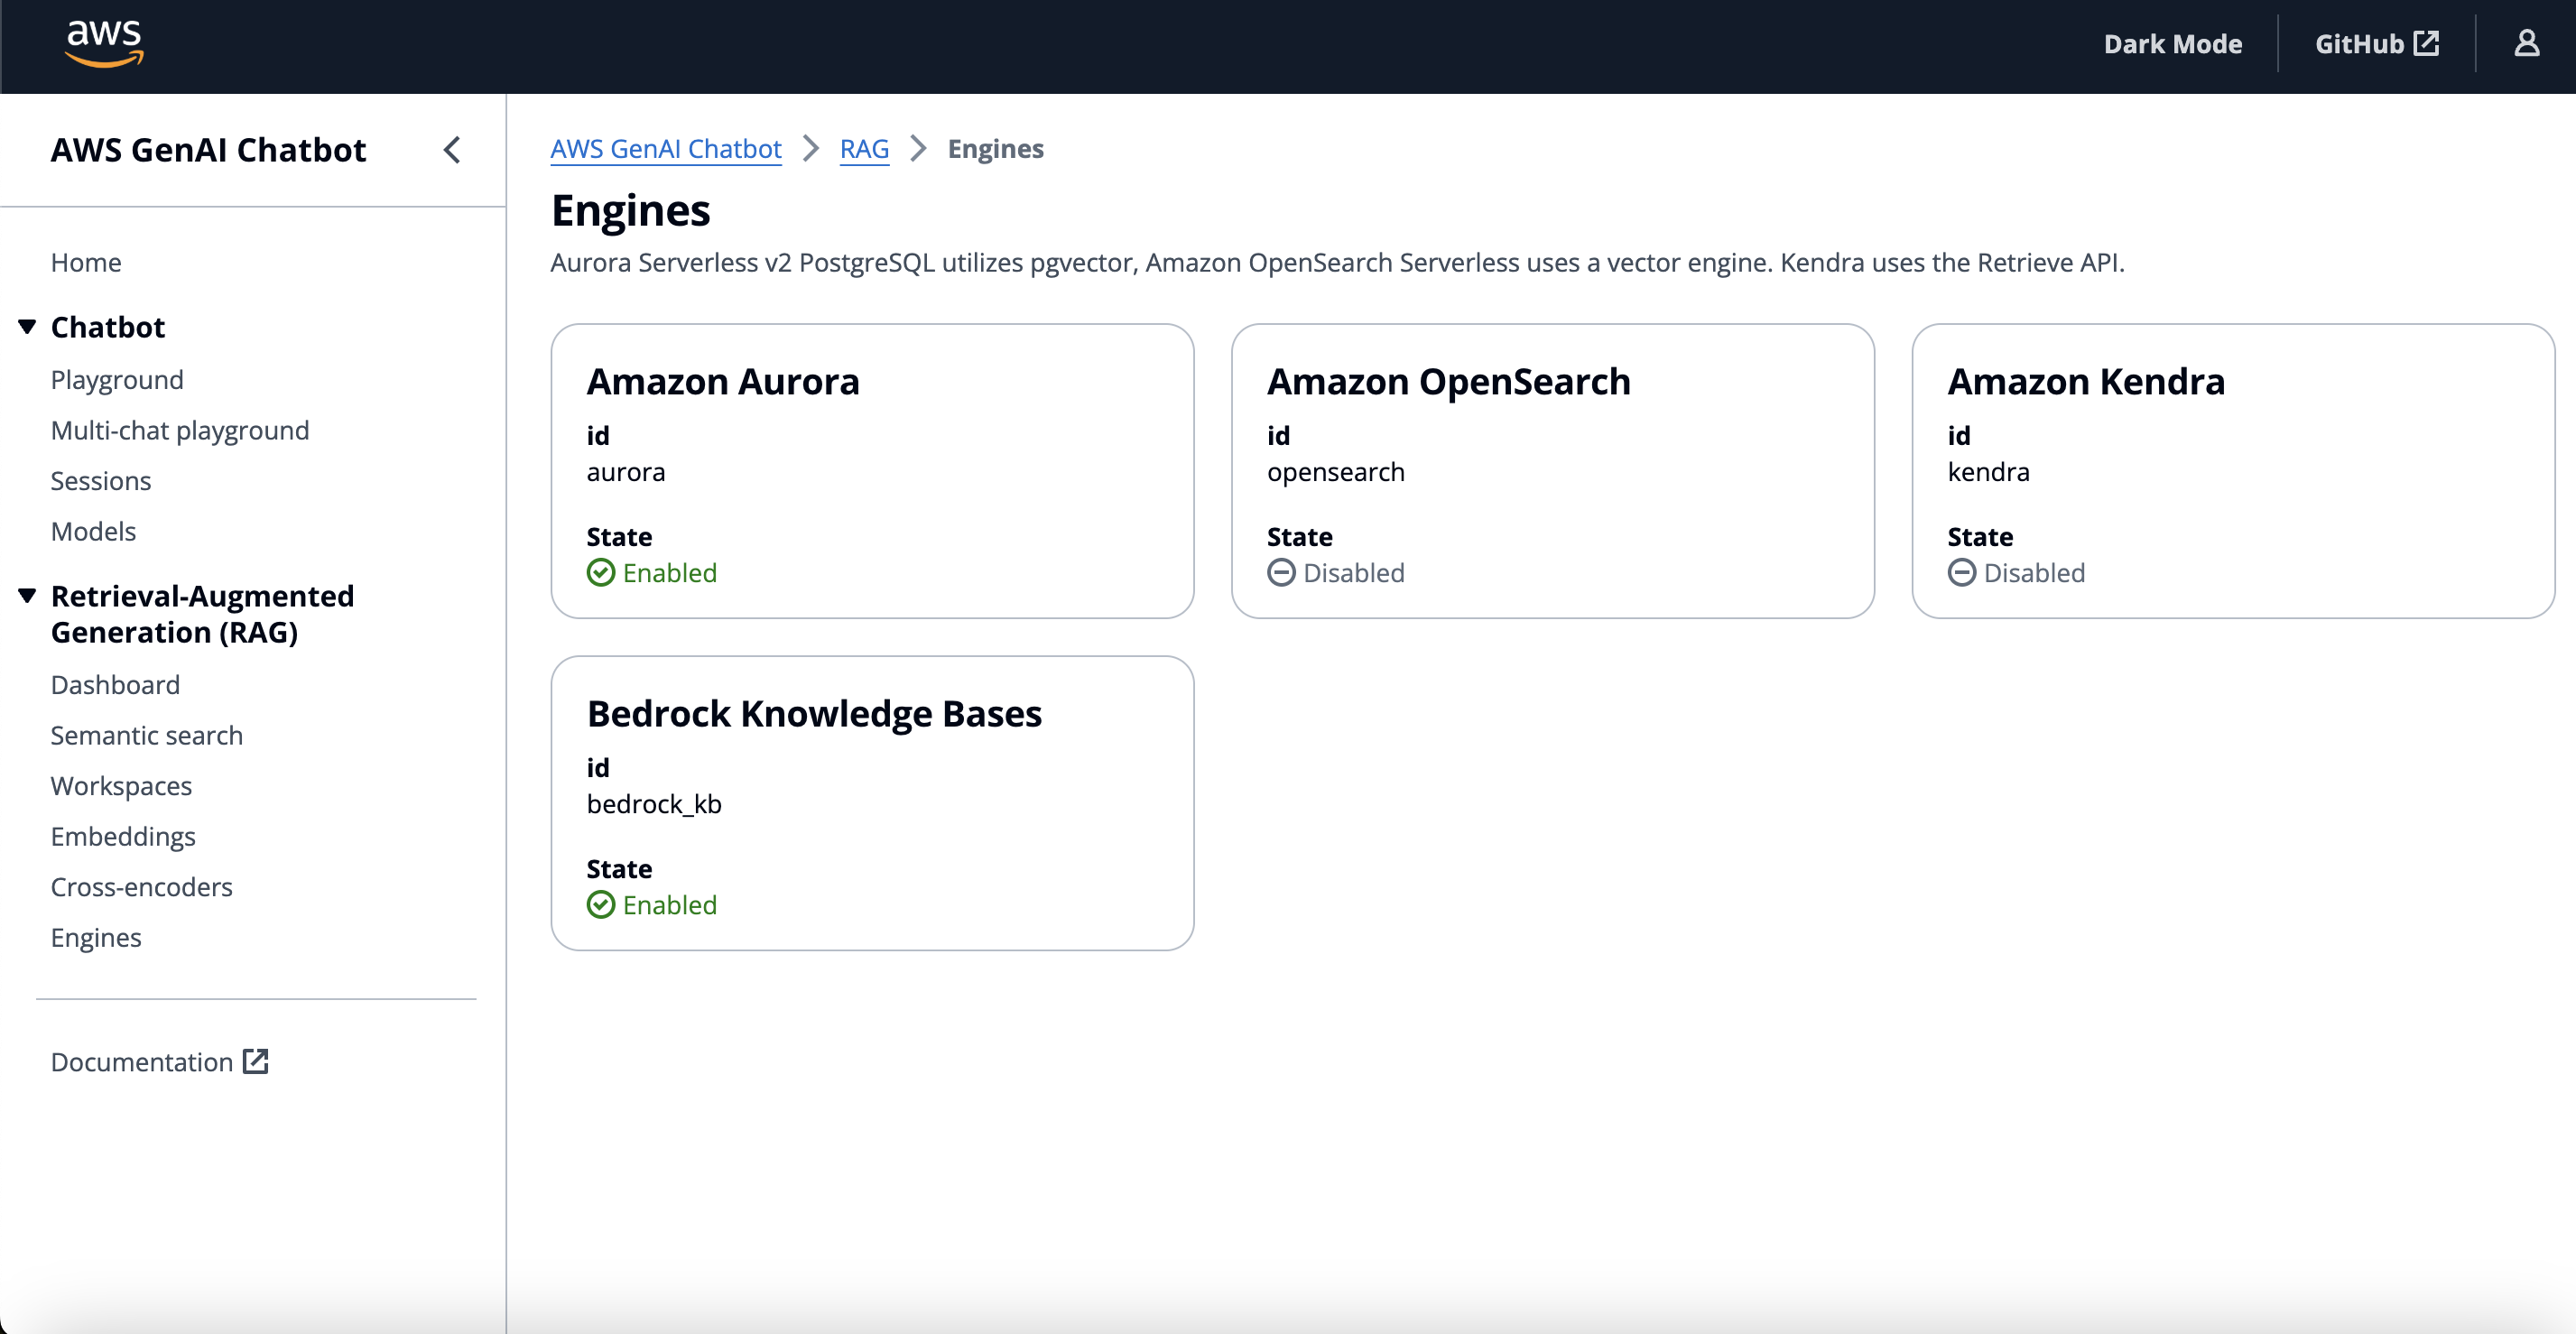 aws
Dark Mode
GitHub
AWS GenAI Chatbot
Home
Chatbot
Playground
Multi-chat playground
Sessions
Models
Retrieval-Augmented
Generation (RAG)
Dashboard
Semantic search
Workspaces
Embeddings
Cross-encoders
Engines
Documentation
AWS GenAI Chatbot
RAG
Engines
Engines
Aurora Serverless v2 PostgreSQL utilizes pgvector, Amazon OpenSearch Serverless uses a vector engine. Kendra uses the Retrieve API.
Amazon Aurora
id
aurora
State
Enabled
Amazon OpenSearch
id
opensearch
State
Disabled
Amazon Kendra
id
kendra
State
Disabled
Bedrock Knowledge Bases
id
bedrock_kb
State
Enabled